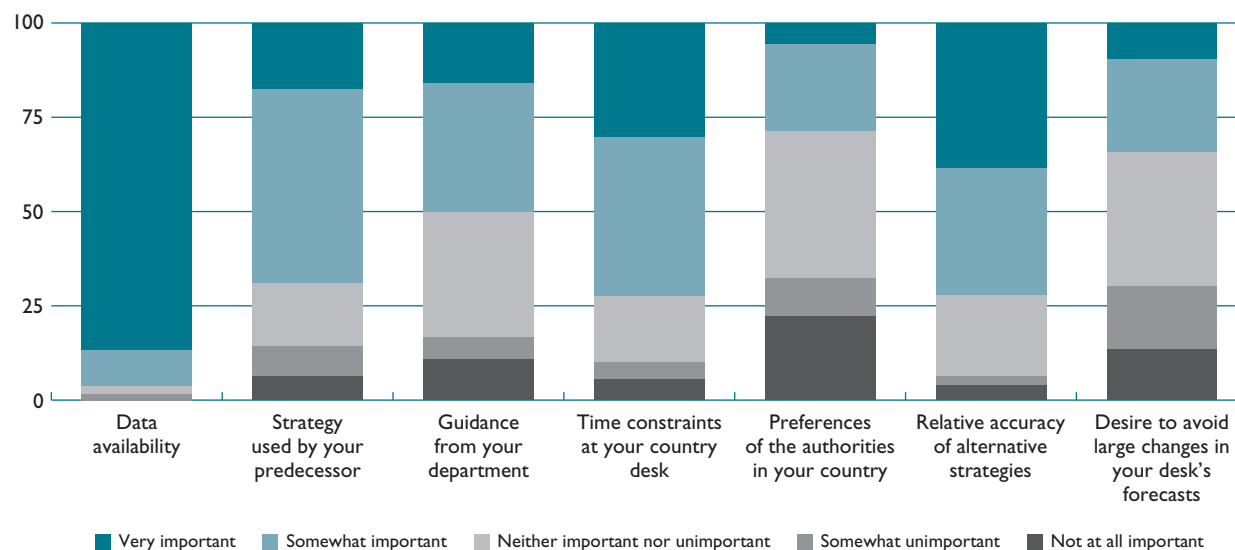 100
75
50
25
0
Data
availability
Strategy
used by your
predecessor
Guidance
from your
department
Time constraints
at your country
desk
Preferences
of the authorities
in your country
Relative accuracy
of alternative
strategies
Desire to avoid
large changes in
your desk's
forecasts
Very important
Somewhat important
Neither important nor unimportant
Somewhat unimportant
Not at all important